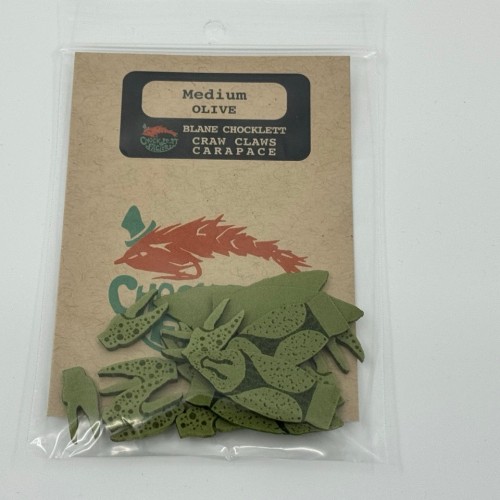 Medium
OLIVE
BLANE CHOCKLETT
CRAW CLAWS
CARAPACE